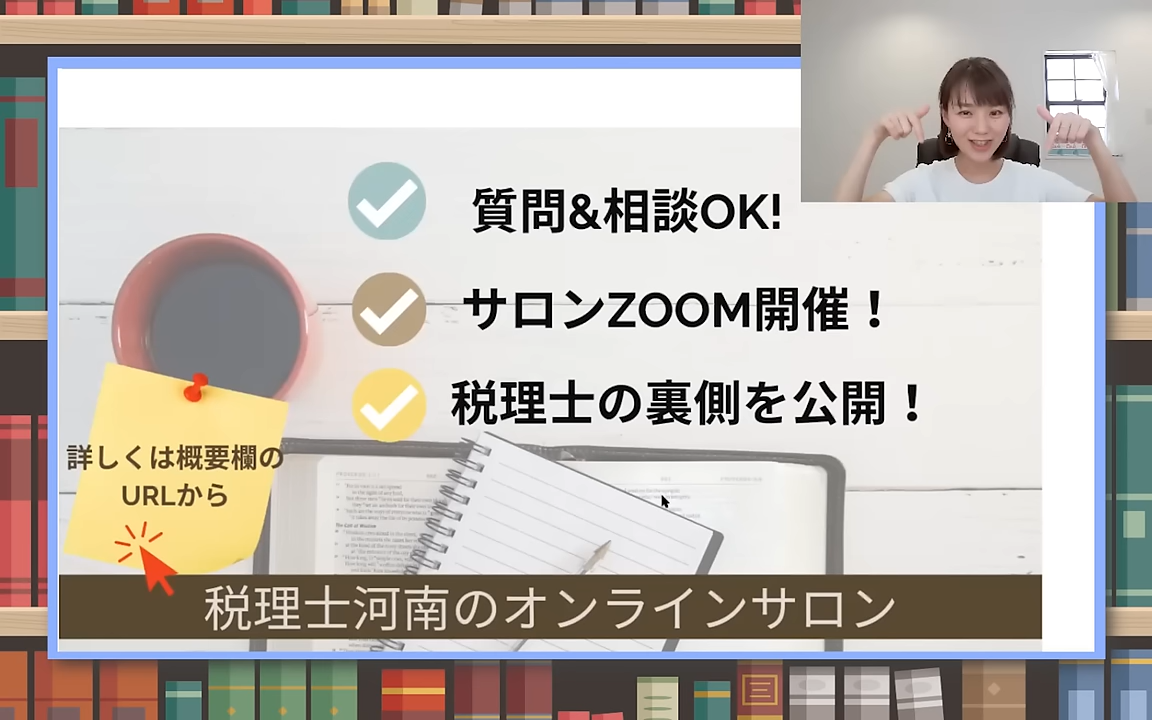 質問&相談OK!
サロンZOOM開催！
税理士の裏側を公開！
詳しくは概要欄の
URLから
税理士河南のオンラインサロン